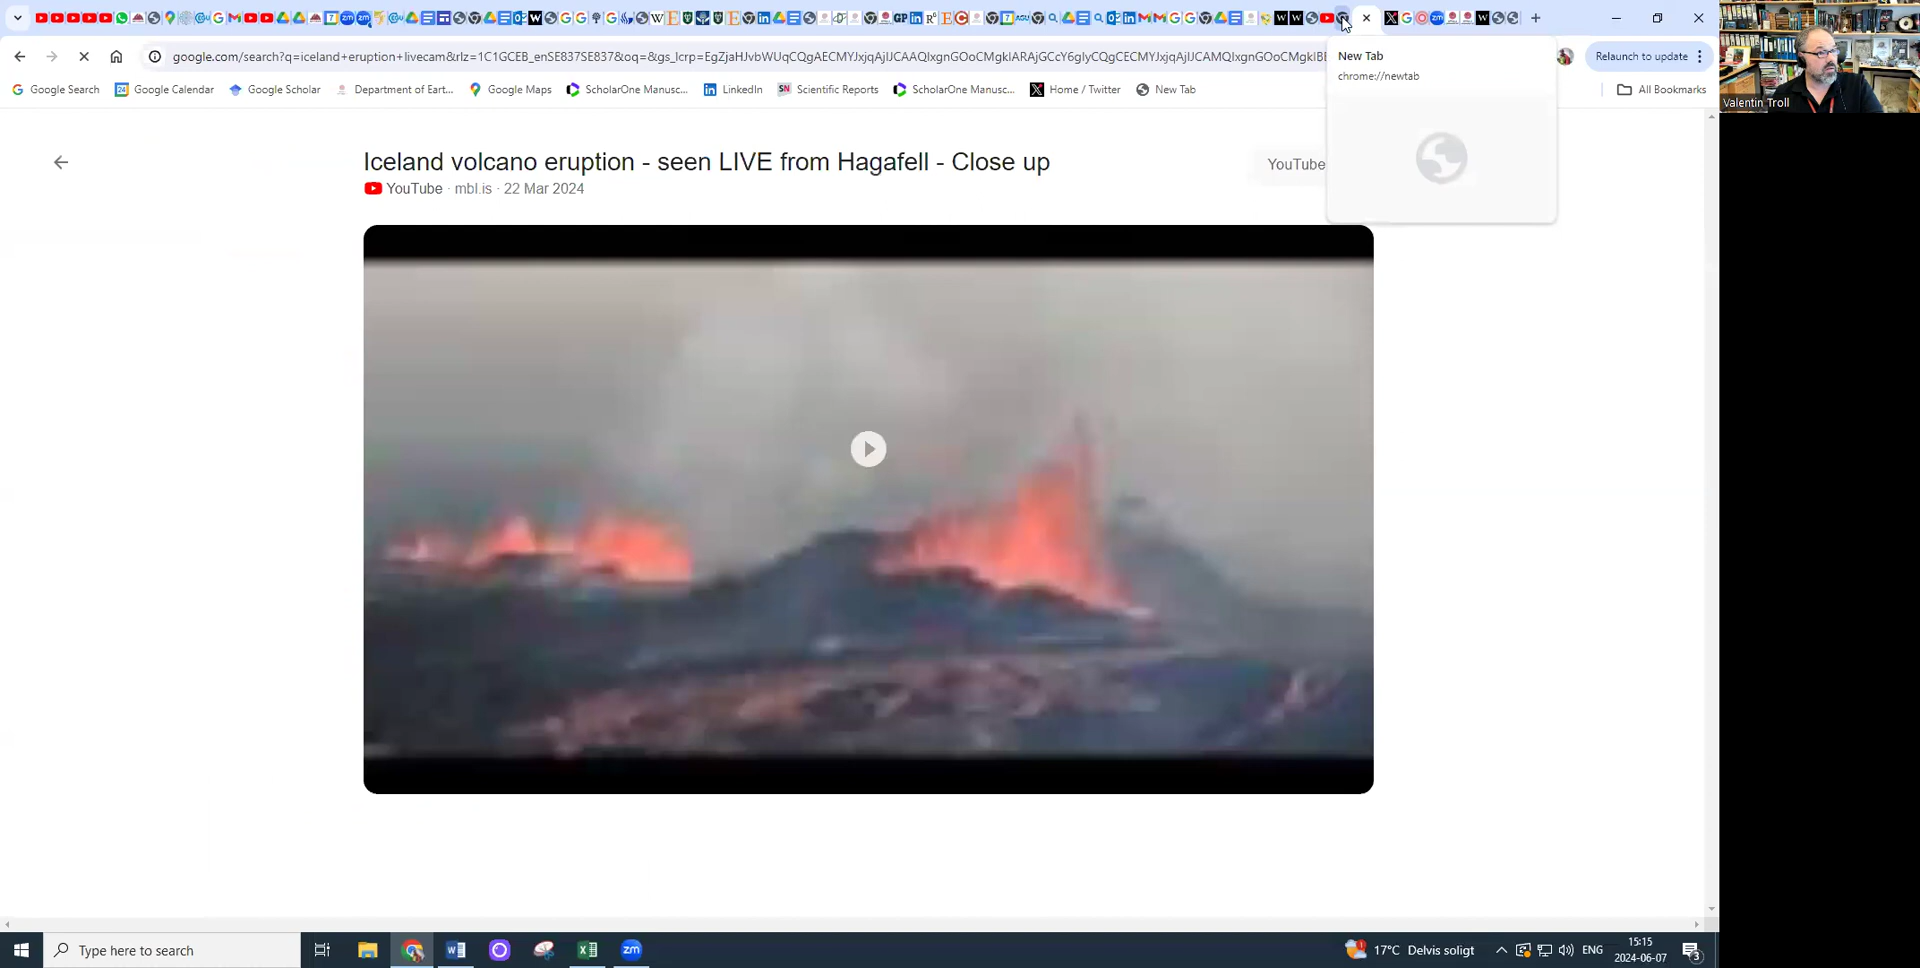 google.com/search?q=iceland+eruption+livecam&rlz=1C1GCEB_enSE837SE837&oq=&gs_lcrp=
Relaunch to update
New Tab
chrome://newtab
Google Search
Google Calendar
Google Scholar
Department of Eart...
Google Maps
ScholarOne Manusc...
LinkedIn
Scientific Reports
ScholarOne Manusc...
Home / Twitter
New Tab
All Bookmarks
Valentin Troll
Iceland volcano eruption - seen LIVE from Hagafell - Close up
YouTube · mbl.is · 22 Mar 2024
YouTube
Type here to search
17°C Delvis soligt
ENG
15:15
2024-06-07
3